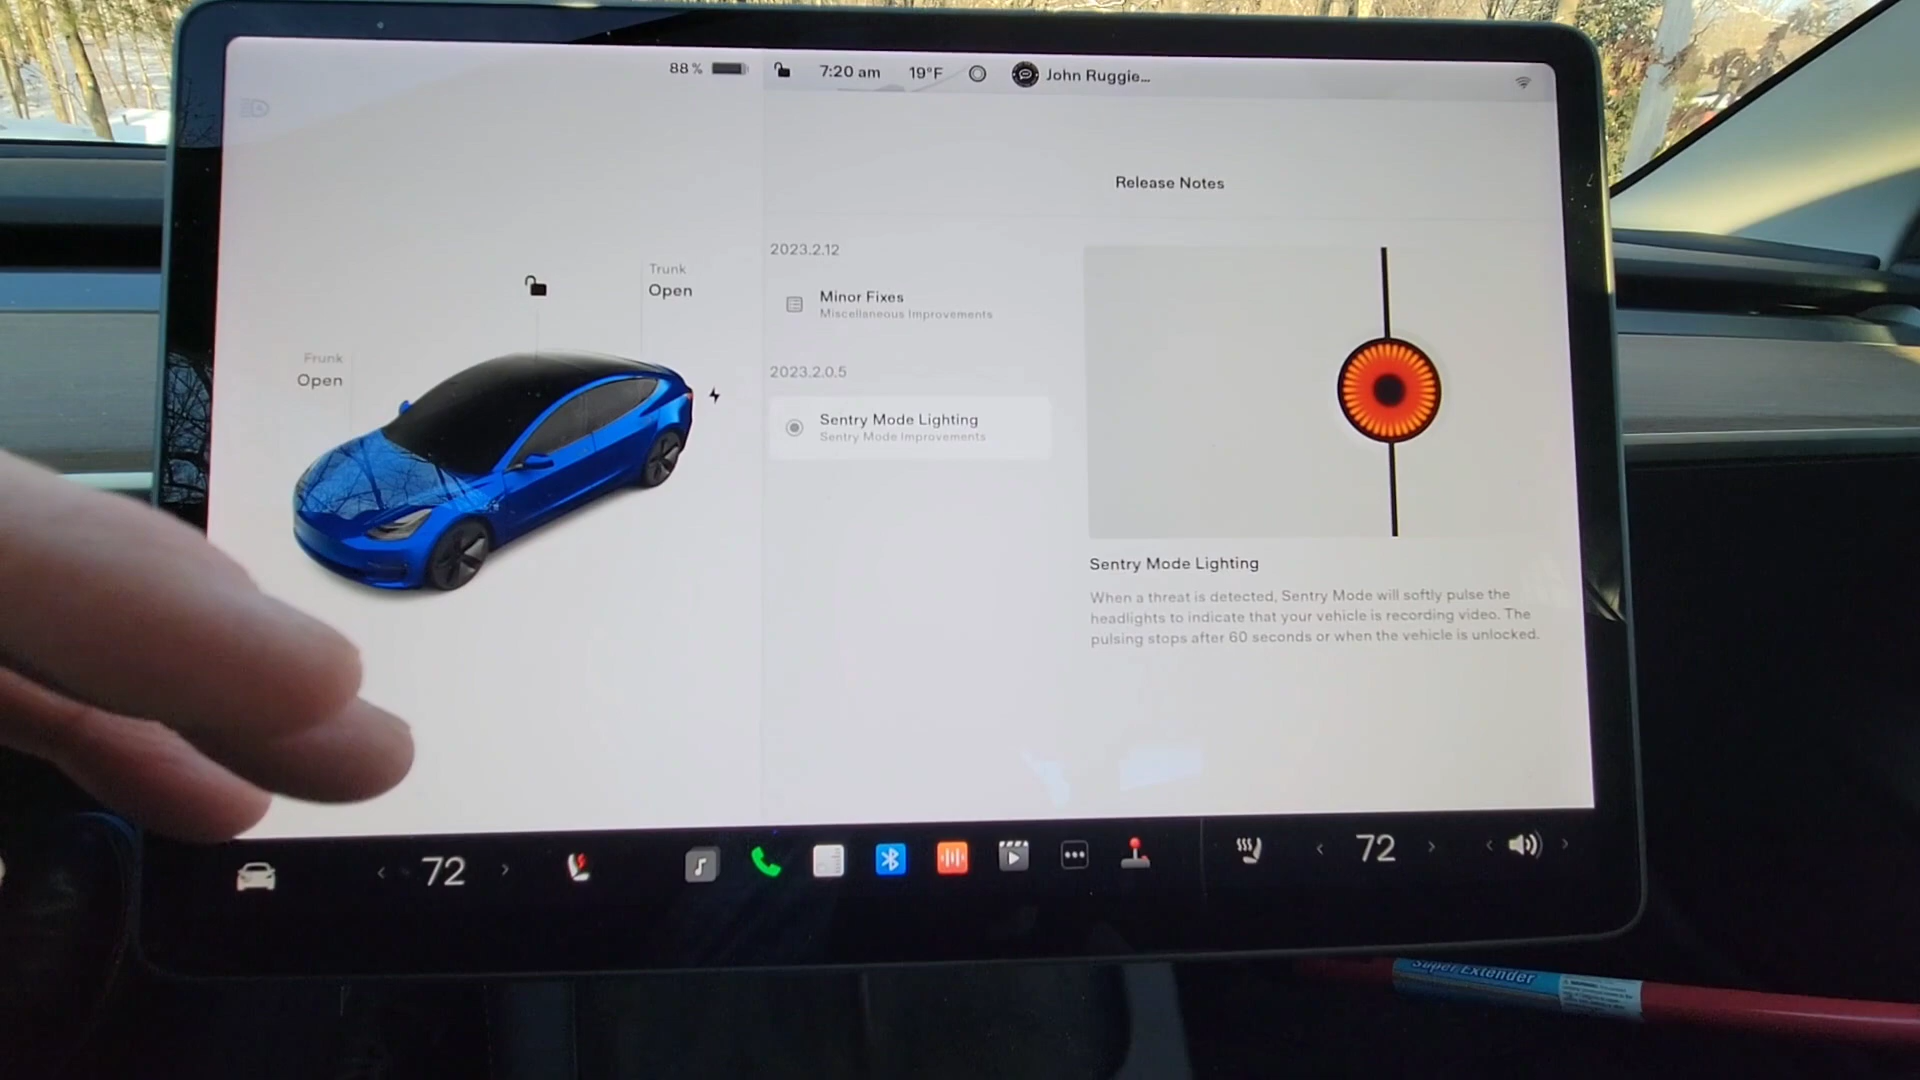 88 %
7:20 am
19°F
John Ruggie...
Release Notes
Trunk
Open
Frunk
Open
2023.2.12
Minor Fixes
Miscellaneous Improvements
2023.2.0.5
Sentry Mode Lighting
Sentry Mode Improvements
Sentry Mode Lighting
When a threat is detected, Sentry Mode will softly pulse the
headlights to indicate that your vehicle is recording video. The
pulsing stops after 60 seconds or when the vehicle is unlocked.
72
72
Super Extender